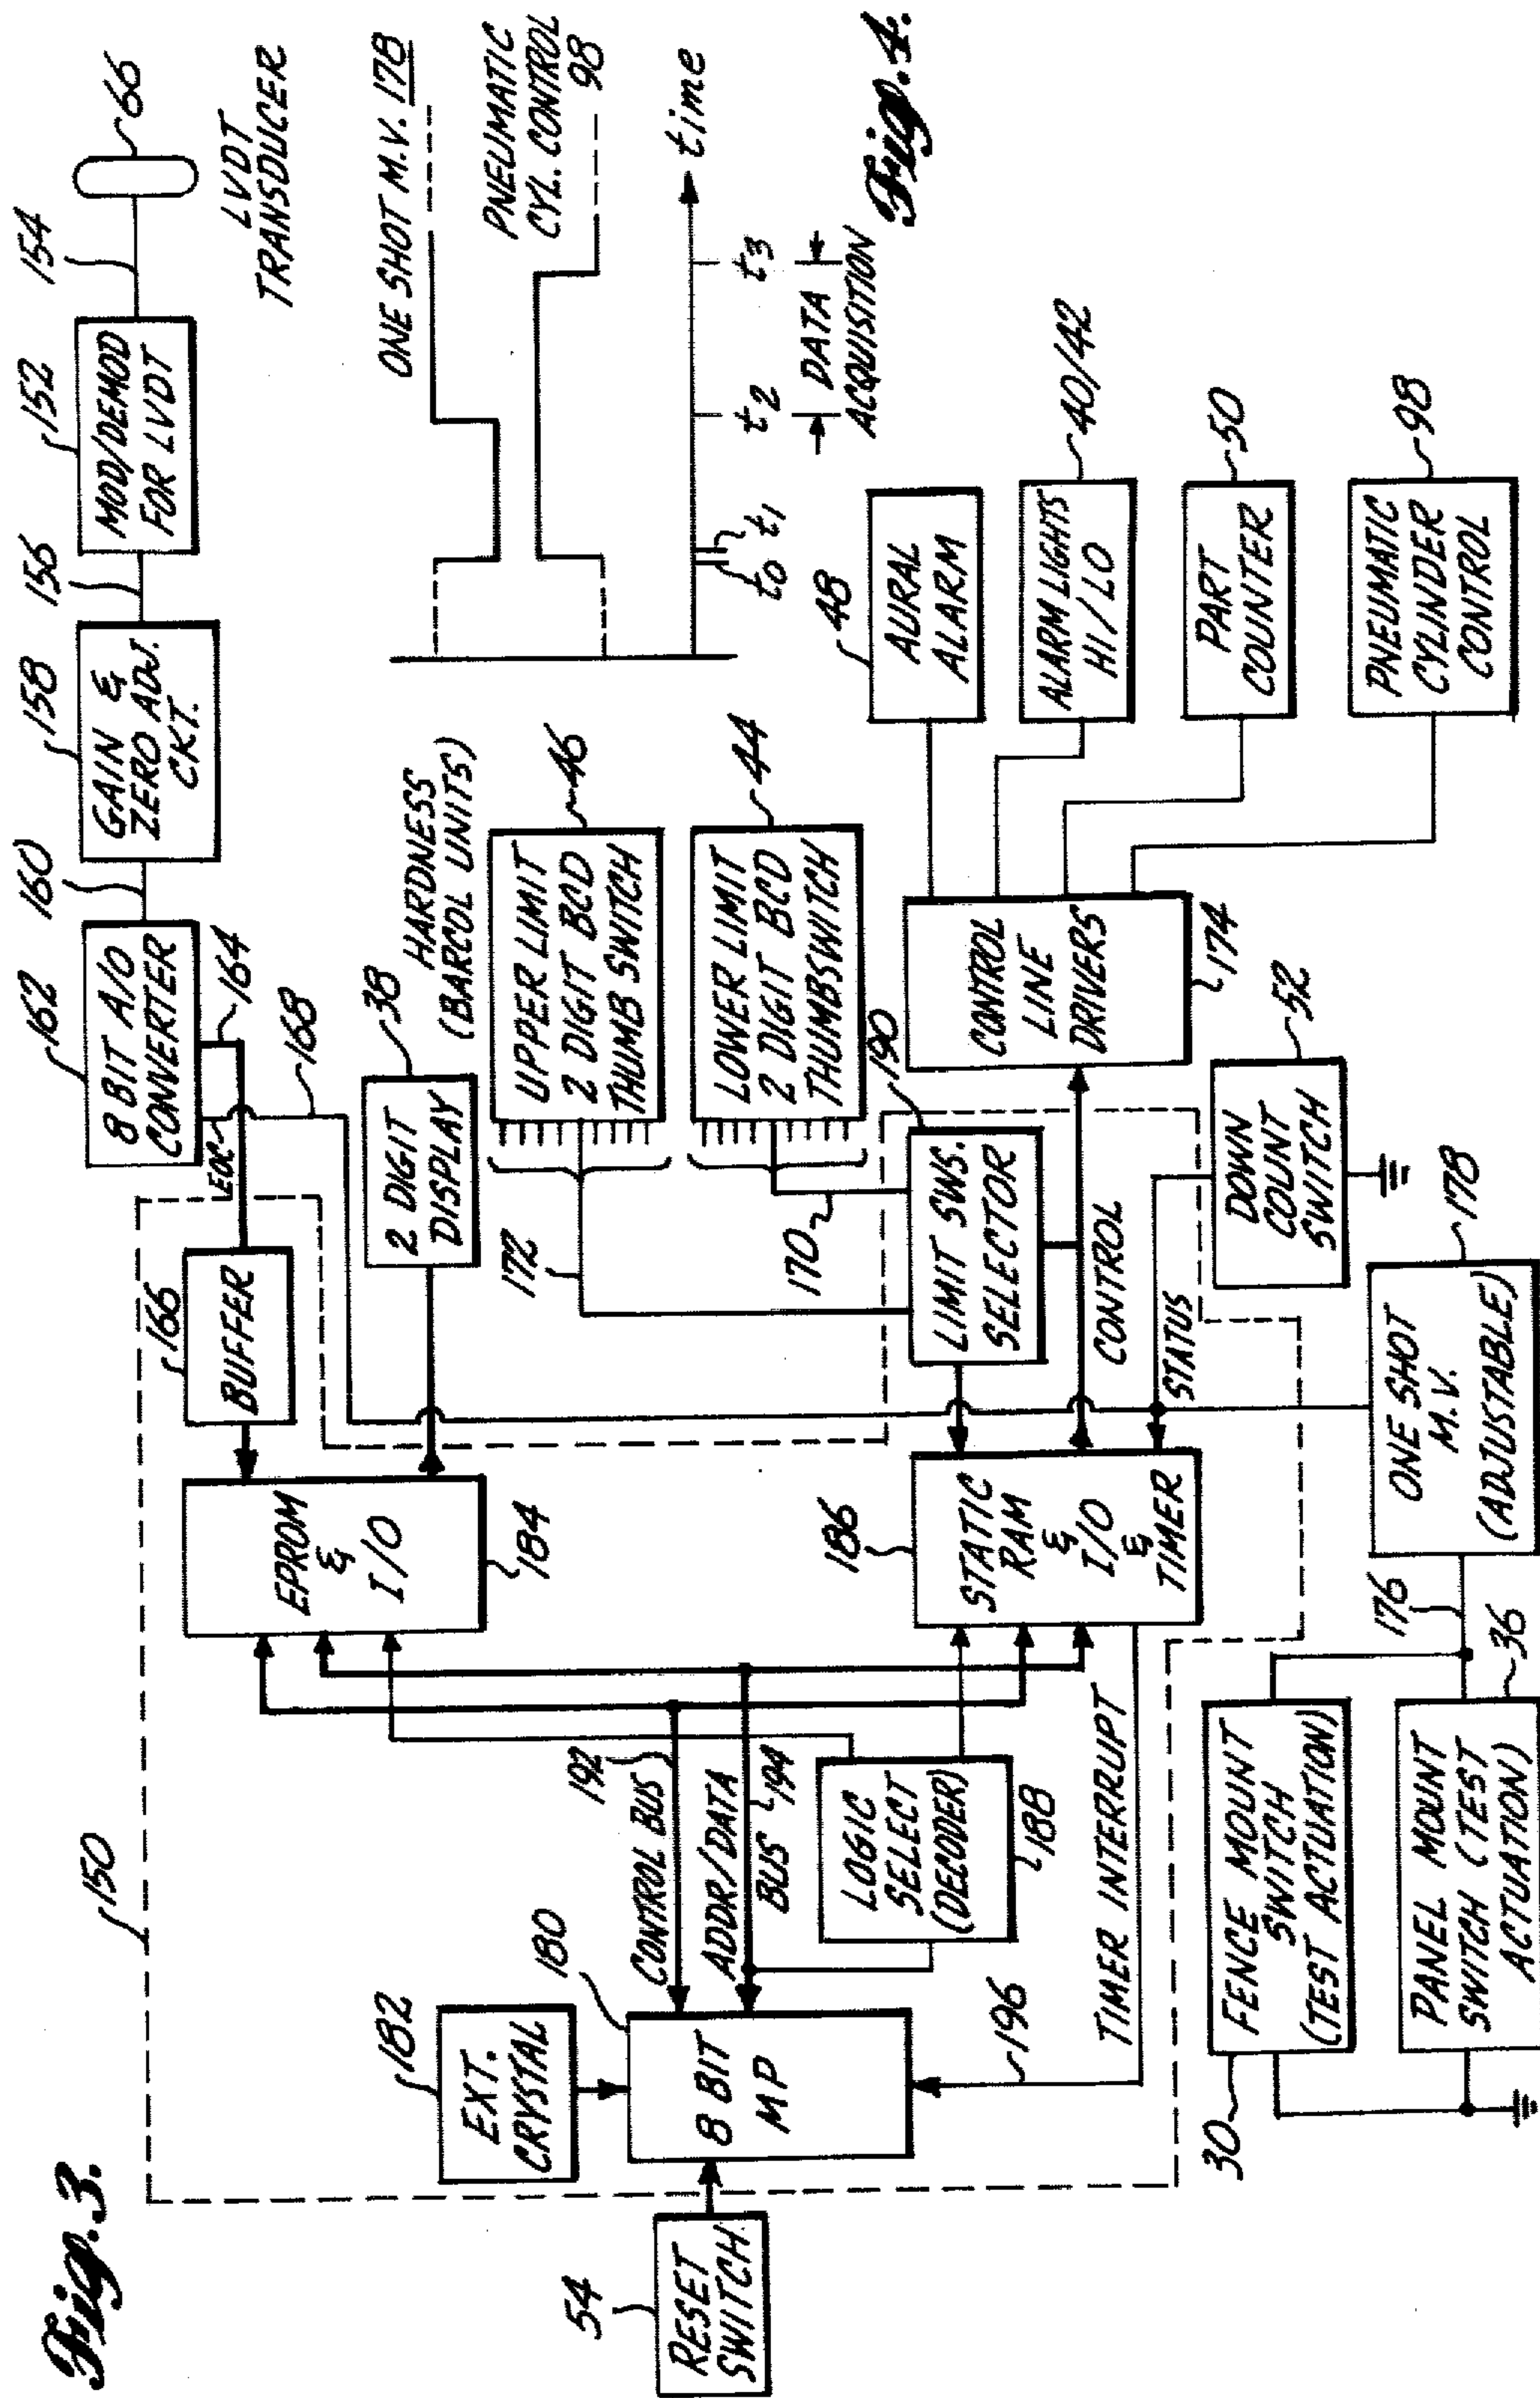 Fig. 3.
150
54
RESET
SWITCH
182
EXT.
CRYSTAL
180
8 BIT
MP
CONTROL BUS
192
ADDR/DATA
BUS
194
LOGIC
SELECT
(DECODER)
188
196
TIMER INTERRUPT
166
BUFFER
EPROM
&
I/O
184
186
STATIC
RAM
&
I/O
&
TIMER
162
8 BIT A/D
CONVERTER
EOC
164
168
160
158
GAIN &
ZERO ADJ.
CKT.
156
152
MOD/DEMOD
FOR LVDT
154
66
LVDT
TRANSDUCER
2 DIGIT
DISPLAY
38
HARDNESS
(BARCOL UNITS)
UPPER LIMIT
2 DIGIT BCD
THUMB SWITCH
46
172
LOWER LIMIT
2 DIGIT BCD
THUMBSWITCH
44
170
190
LIMIT SWS.
SELECTOR
CONTROL
STATUS
CONTROL
LINE
DRIVERS
174
48
AURAL
ALARM
ALARM LIGHTS
HI/LO
40/42
PART
COUNTER
50
PNEUMATIC
CYLINDER
CONTROL
98
DOWN
COUNT
SWITCH
52
ONE SHOT
M.V.
(ADJUSTABLE)
178
176
30
FENCE MOUNT
SWITCH
(TEST ACTUATION)
PANEL MOUNT
SWITCH (TEST
ACTUATION)
36
ONE SHOT M.V. 178
PNEUMATIC
CYL. CONTROL
98
time
t0
t1
t2
t3
DATA
ACQUISITION
Fig. 4.